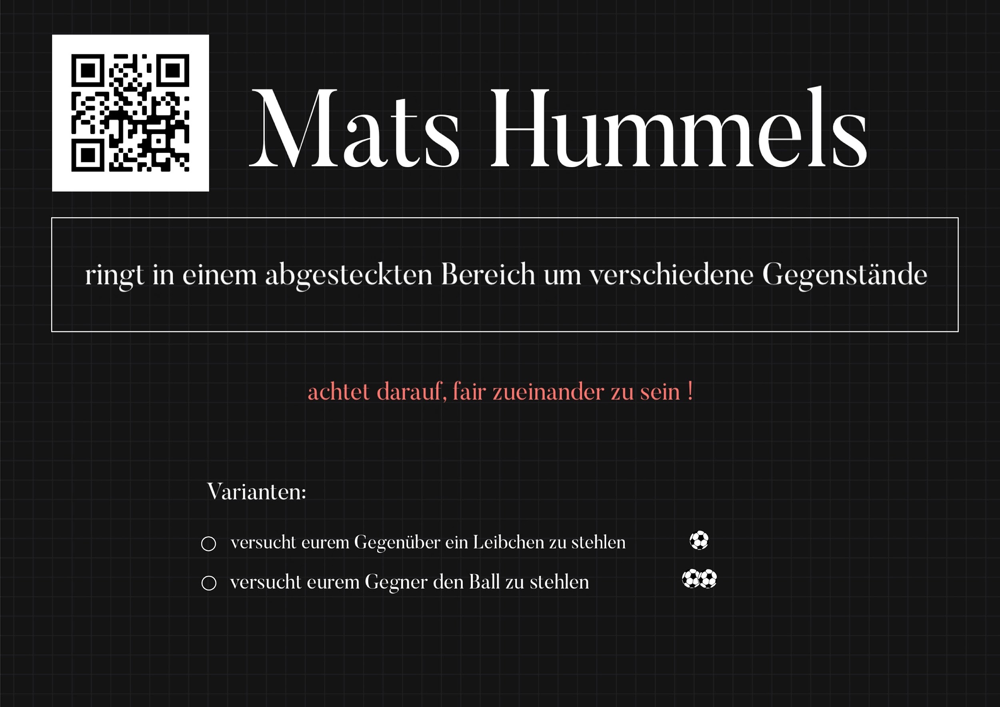 Mats Hummels
ringt in einem abgesteckten Bereich um verschiedene Gegenstände
achtet darauf, fair zueinander zu sein !
Varianten:
versucht eurem Gegenüber ein Leibchen zu stehlen
versucht eurem Gegner den Ball zu stehlen